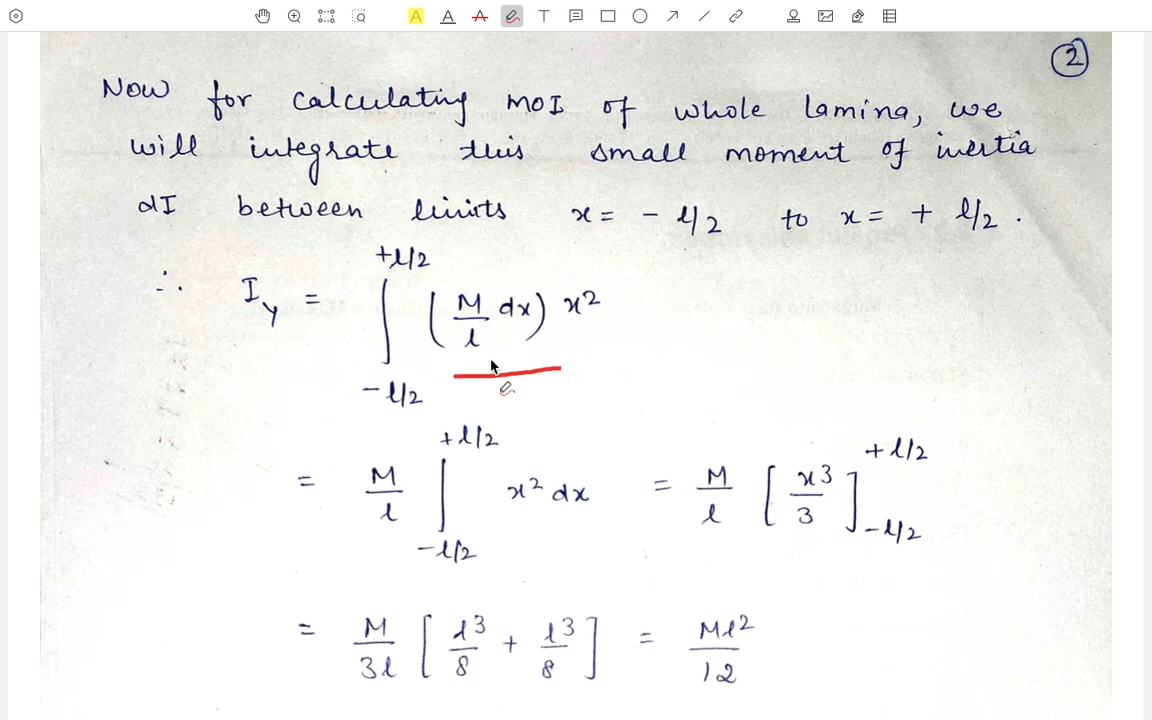 2
Now for calculating MOI of whole lamina, we
will integrate this small moment of inertia
dI between limits x = - l/2 to x = + l/2 .
∴ I_y = ∫_{-l/2}^{+l/2} (M/l dx) x²
= M/l ∫_{-l/2}^{+l/2} x² dx = M/l [x³/3]_{-l/2}^{+l/2}
= M/3l [l³/8 + l³/8] = Ml²/12